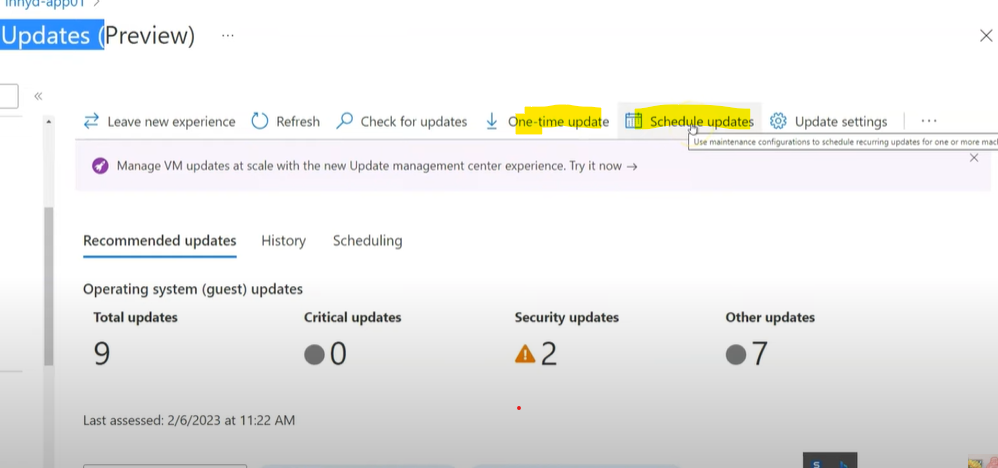 Updates (Preview) ...
«
Leave new experience Refresh Check for updates One-time update Schedule updates Update settings ...
Use maintenance configurations to schedule recurring updates for one or more
Manage VM updates at scale with the new Update management center experience. Try it now →
Recommended updates History Scheduling
Operating system (guest) updates
Total updates Critical updates Security updates Other updates
9 0 2 7
Last assessed: 2/6/2023 at 11:22 AM